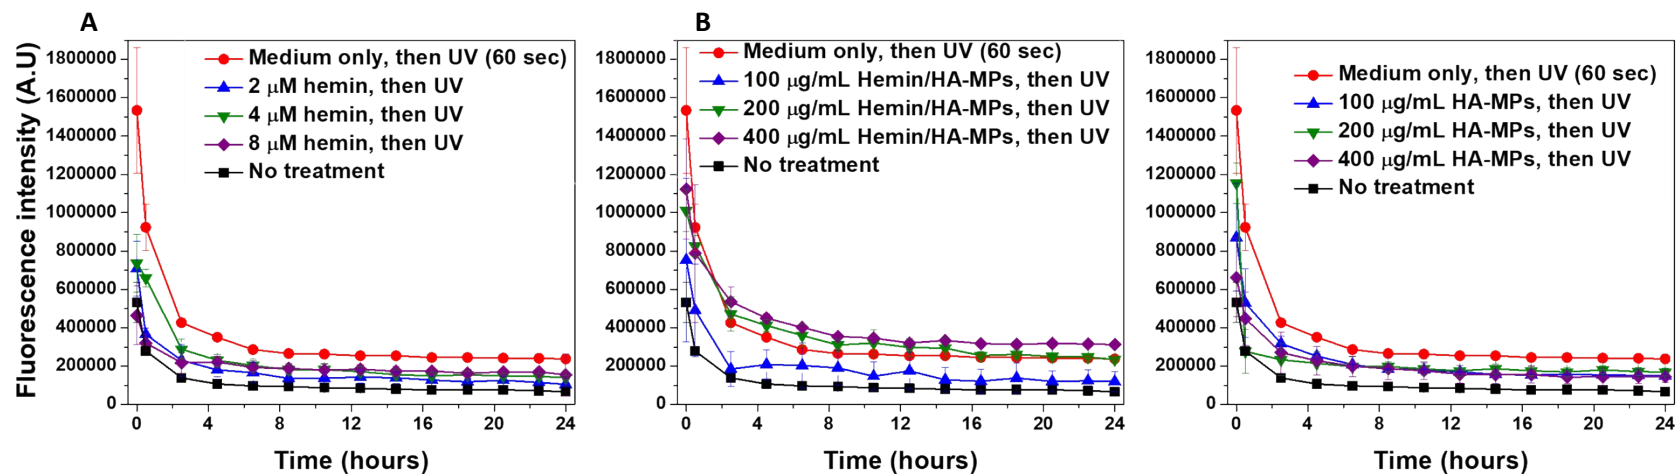 A
B
Fluorescence intensity (A.U)
1800000
1600000
1400000
1200000
1000000
800000
600000
400000
200000
0
Medium only, then UV (60 sec)
2 μM hemin, then UV
4 μM hemin, then UV
8 μM hemin, then UV
No treatment
0 4 8 12 16 20 24
Time (hours)
1800000
1600000
1400000
1200000
1000000
800000
600000
400000
200000
0
Medium only, then UV (60 sec)
100 μg/mL Hemin/HA-MPs, then UV
200 μg/mL Hemin/HA-MPs, then UV
400 μg/mL Hemin/HA-MPs, then UV
No treatment
0 4 8 12 16 20 24
Time (hours)
1800000
1600000
1400000
1200000
1000000
800000
600000
400000
200000
0
Medium only, then UV (60 sec)
100 μg/mL HA-MPs, then UV
200 μg/mL HA-MPs, then UV
400 μg/mL HA-MPs, then UV
No treatment
0 4 8 12 16 20 24
Time (hours)